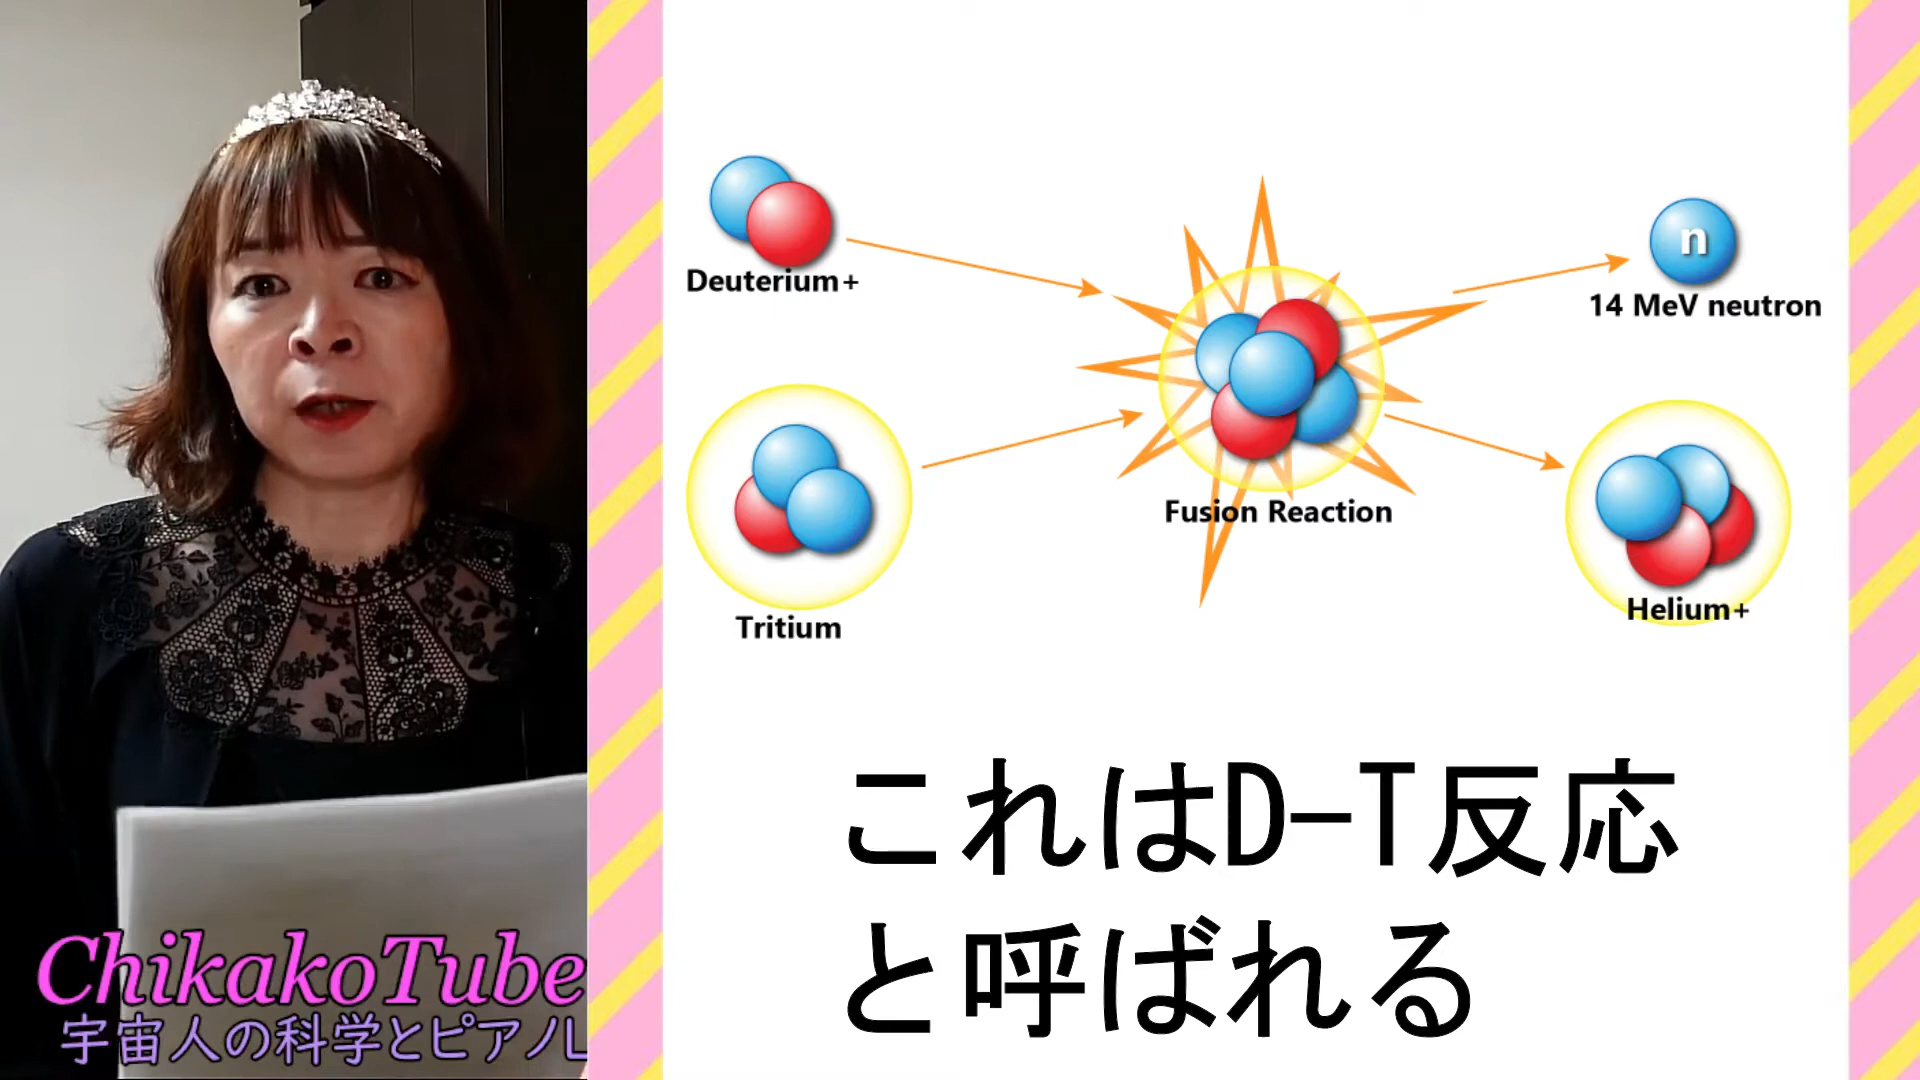 Deuterium+
n
14 MeV neutron
Fusion Reaction
Tritium
Helium+
これはD-T反応
と呼ばれる
ChikakoTube
宇宙人の科学とピアノ